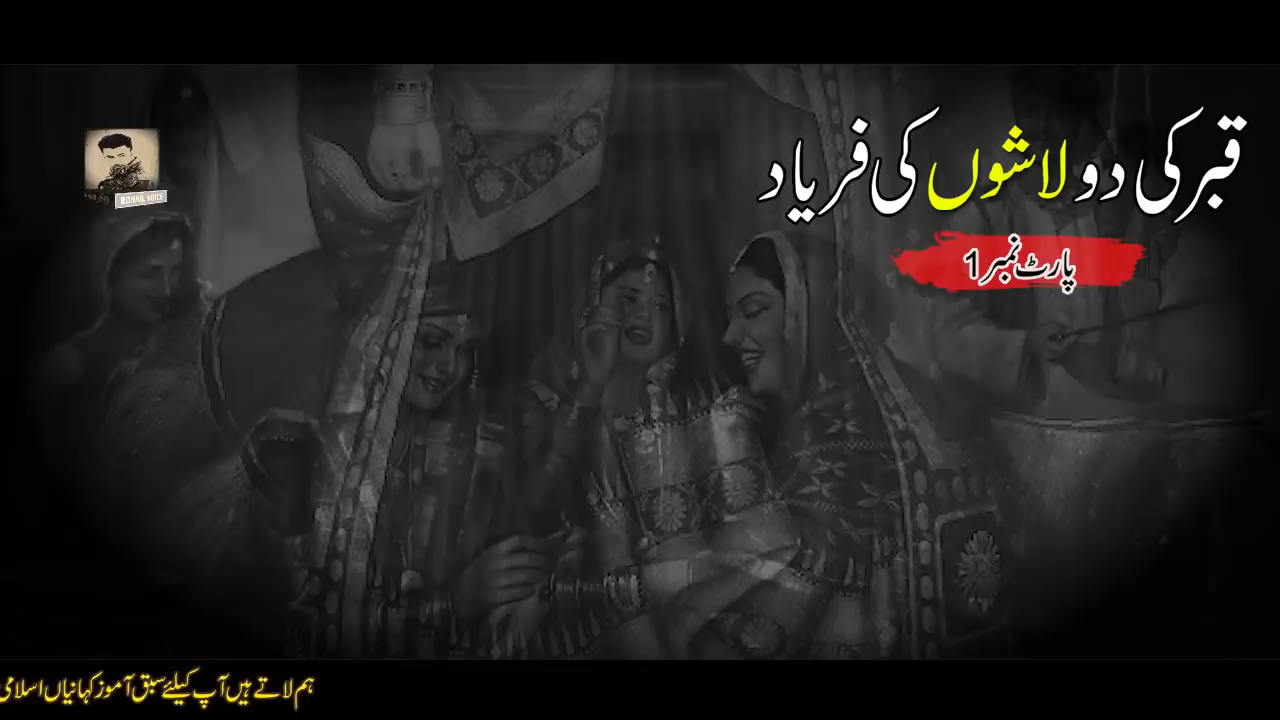 قبر کی دو لاشوں کی فریاد
پارٹ نمبر 1
ہم لاتے ہیں آپ کیلئے سبق آموز کہانیاں اسلامی